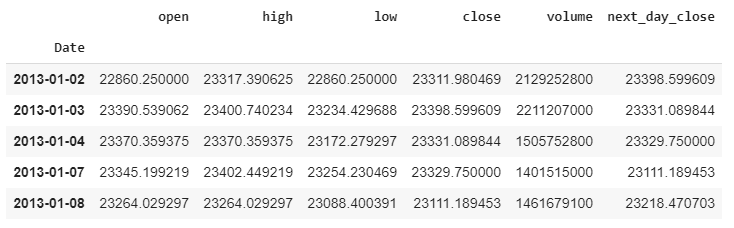 open high low close volume next_day_close
Date
2013-01-02 22860.250000 23317.390625 22860.250000 23311.980469 2129252800 23398.599609
2013-01-03 23390.539062 23400.740234 23234.429688 23398.599609 2211207000 23331.089844
2013-01-04 23370.359375 23370.359375 23172.279297 23331.089844 1505752800 23329.750000
2013-01-07 23345.199219 23402.449219 23254.230469 23329.750000 1401515000 23111.189453
2013-01-08 23264.029297 23264.029297 23088.400391 23111.189453 1461679100 23218.470703